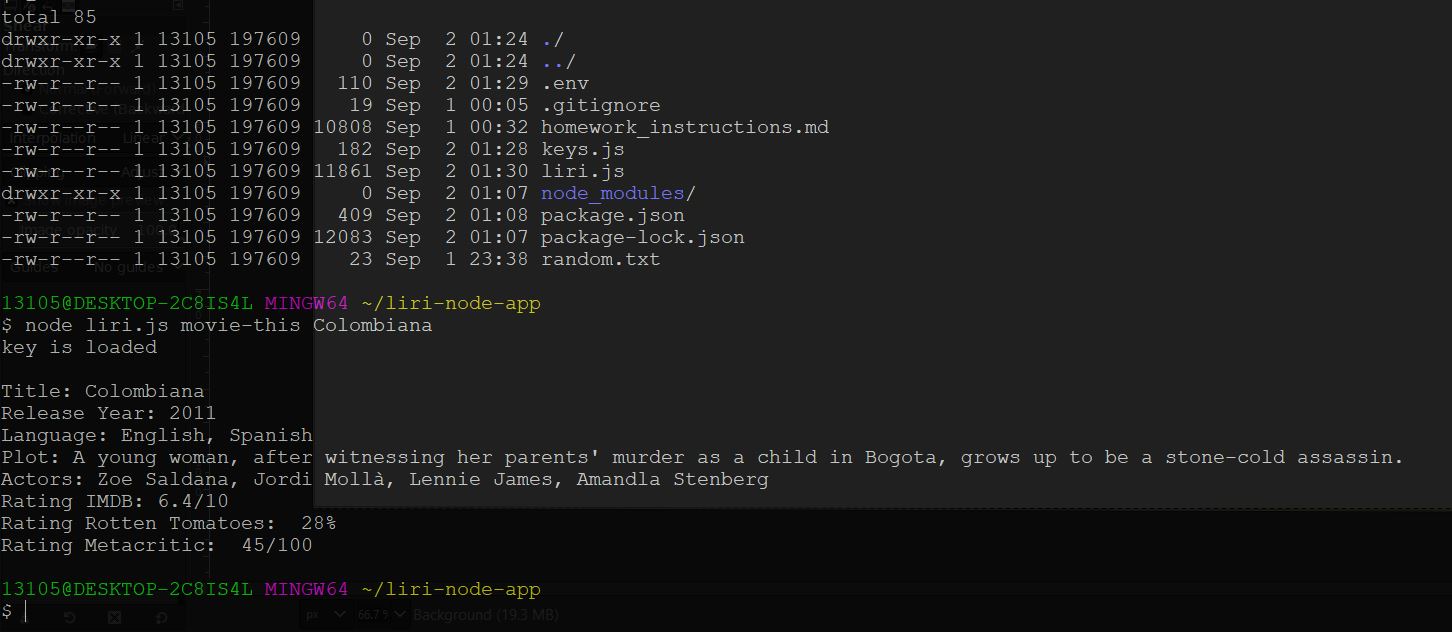 total 85
drwxr-xr-x 1 13105 197609     0 Sep  2 01:24 ./
drwxr-xr-x 1 13105 197609     0 Sep  2 01:24 ../
-rw-r--r-- 1 13105 197609   110 Sep  2 01:29 .env
-rw-r--r-- 1 13105 197609    19 Sep  1 00:05 .gitignore
-rw-r--r-- 1 13105 197609 10808 Sep  1 00:32 homework_instructions.md
-rw-r--r-- 1 13105 197609   182 Sep  2 01:28 keys.js
-rw-r--r-- 1 13105 197609 11861 Sep  2 01:30 liri.js
drwxr-xr-x 1 13105 197609     0 Sep  2 01:07 node_modules/
-rw-r--r-- 1 13105 197609   409 Sep  2 01:08 package.json
-rw-r--r-- 1 13105 197609 12083 Sep  2 01:07 package-lock.json
-rw-r--r-- 1 13105 197609    23 Sep  1 23:38 random.txt
13105@DESKTOP-2C8IS4L MINGW64 ~/liri-node-app
$ node liri.js movie-this Colombiana
key is loaded
Title: Colombiana
Release Year: 2011
Language: English, Spanish
Plot: A young woman, after witnessing her parents' murder as a child in Bogota, grows up to be a stone-cold assassin.
Actors: Zoe Saldana, Jordi Mollà, Lennie James, Amandla Stenberg
Rating IMDB: 6.4/10
Rating Rotten Tomatoes:  28%
Rating Metacritic:  45/100
13105@DESKTOP-2C8IS4L MINGW64 ~/liri-node-app
$
px 66.7 % Background (19.3 MB)